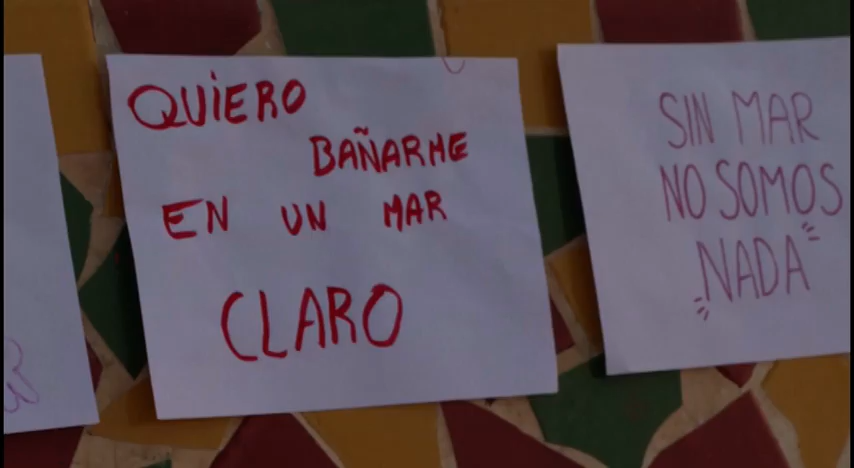 QUIERO
BAÑARME
EN UN MAR
CLARO
SIN MAR
NO SOMOS
NADA